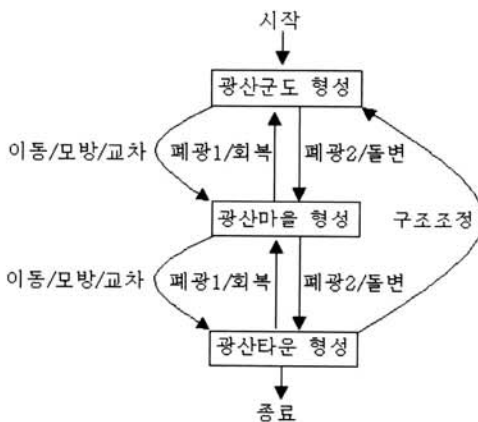 시작
광산군도 형성
이동/모방/교차 폐광1/회복 폐광2/돌변
광산마을 형성 구조조정
이동/모방/교차 폐광1/회복 폐광2/돌변
광산타운 형성
종료